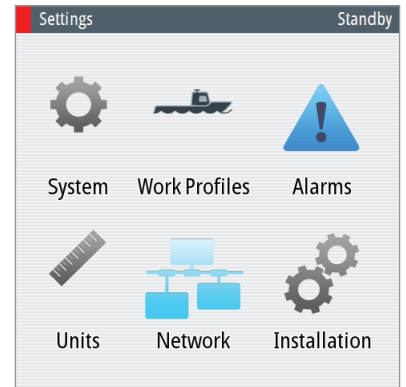 Settings Standby
System Work Profiles Alarms
Units Network Installation